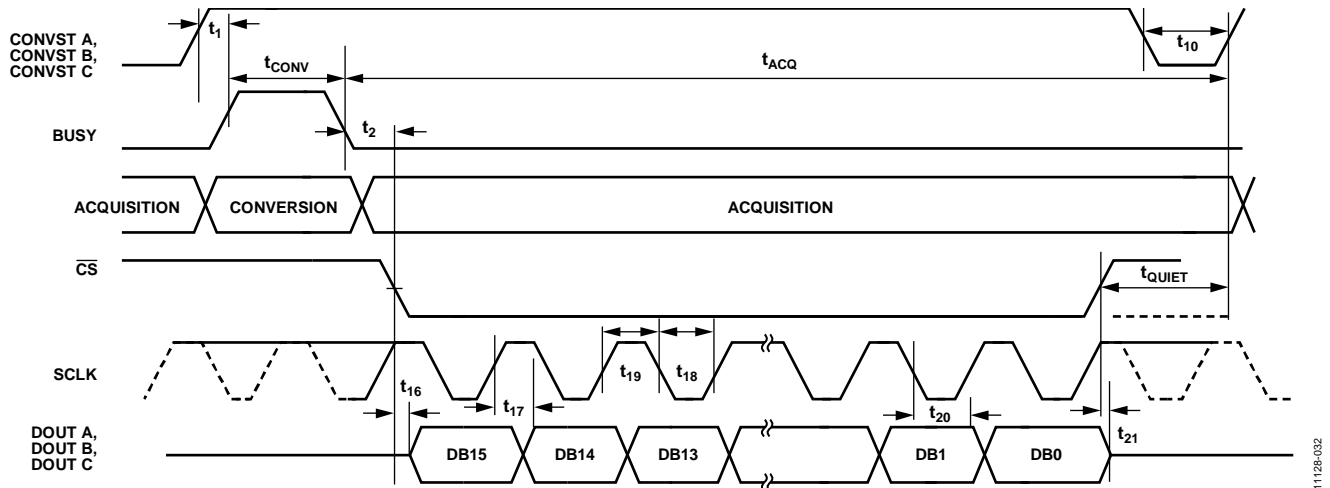 CONVST A,
CONVST B,
CONVST C
t1
tCONV
tACQ
t10
BUSY
t2
ACQUISITION
CONVERSION
ACQUISITION
CS
tQUIET
SCLK
t16
t17
t19
t18
t20
t21
DOUT A,
DOUT B,
DOUT C
DB15
DB14
DB13
DB1
DB0
11128-032